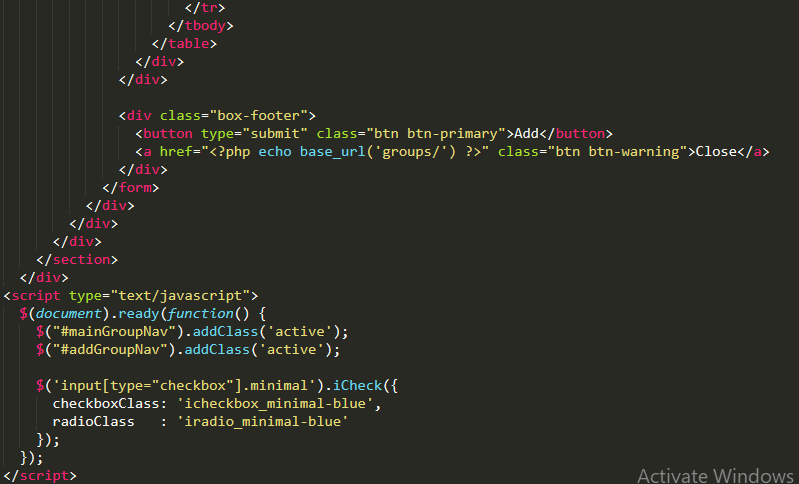 </tr>
</tbody>
</table>
</div>
</div>
<div class="box-footer">
<button type="submit" class="btn btn-primary">Add</button>
<a href="<?php echo base_url('groups/') ?>" class="btn btn-warning">Close</a>
</div>
</form>
</div>
</div>
</div>
</section>
</div>
<script type="text/javascript">
$(document).ready(function() {
$("#mainGroupNav").addClass('active');
$("#addGroupNav").addClass('active');
$('input[type="checkbox"].minimal').iCheck({
checkboxClass: 'icheckbox_minimal-blue',
radioClass   : 'iradio_minimal-blue'
});
});
</script>
Activate Windows